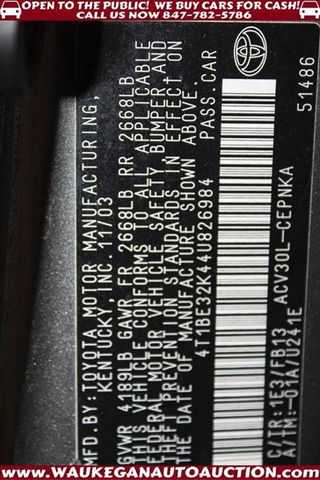 OPEN TO THE PUBLIC! WE BUY CARS!
CALL US NOW 847-782-5786
MFG.BY:TOYOTA MOTOR MANUFACTURING,
KENTUCKY, INC.11/03
GVWR 4189LB GAWR FR 2668LB RR 2668LB
THIS VEHICLE CONFORMS TO ALL APPLICABLE
FEDERAL MOTOR VEHICLE SAFETY, BUMPER AND
THEFT PREVENTION STANDARDS IN EFFECT ON
THE DATE OF MANUFACTURE SHOWN ABOVE.
4T1BE32K44U826984 PASS.CAR
C/TR:1E3/FB13 ACV30L-CEPNKA
A/TM:-01A/U241E
51486
WWW.WAUKEGANAUTOAUCTION.COM